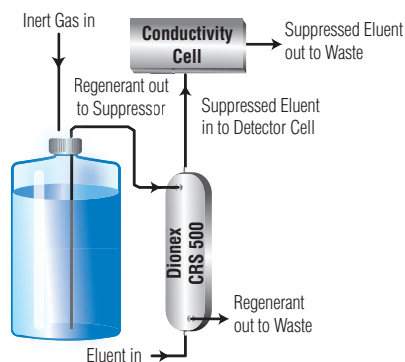 Inert Gas in
Conductivity
Cell
Suppressed Eluent
out to Waste
Regenerant out
to Suppressor
Suppressed Eluent
in to Detector Cell
Dionex
CRS 500
Regenerant
out to Waste
Eluent in